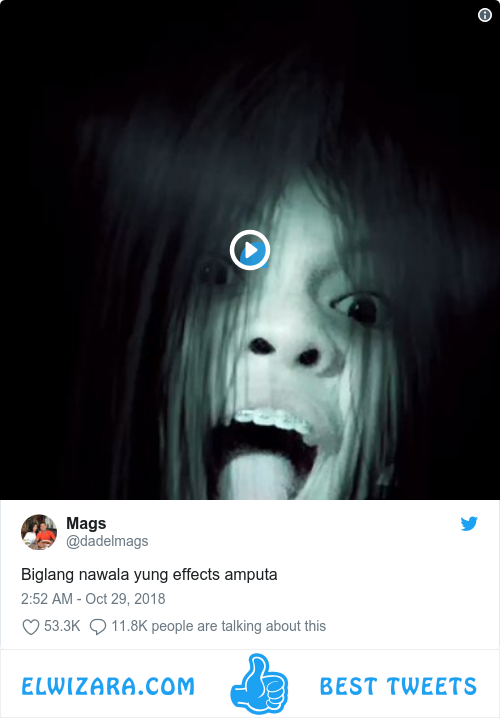 Mags
@dadelmags
Biglang nawala yung effects amputa
2:52 AM - Oct 29, 2018
53.3K 11.8K people are talking about this
ELWIZARA.COM BEST TWEETS